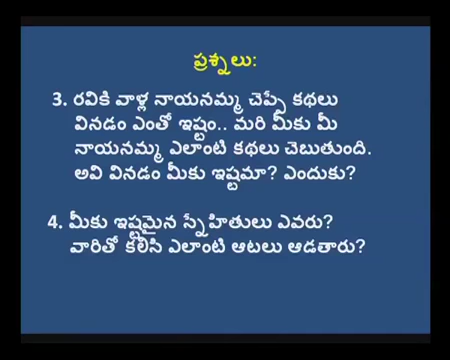 ప్రశ్నలు:
3. రవికి వాళ్ల నాయనమ్మ చెప్పే కథలు
వినడం ఎంతో ఇష్టం.. మరి మీకు మీ
నాయనమ్మ ఎలాంటి కథలు చెబుతుంది.
అవి వినడం మీకు ఇష్టమా? ఎందుకు?
4. మీకు ఇష్టమైన స్నేహితులు ఎవరు?
వారితో కలిసి ఎలాంటి ఆటలు ఆడతారు?